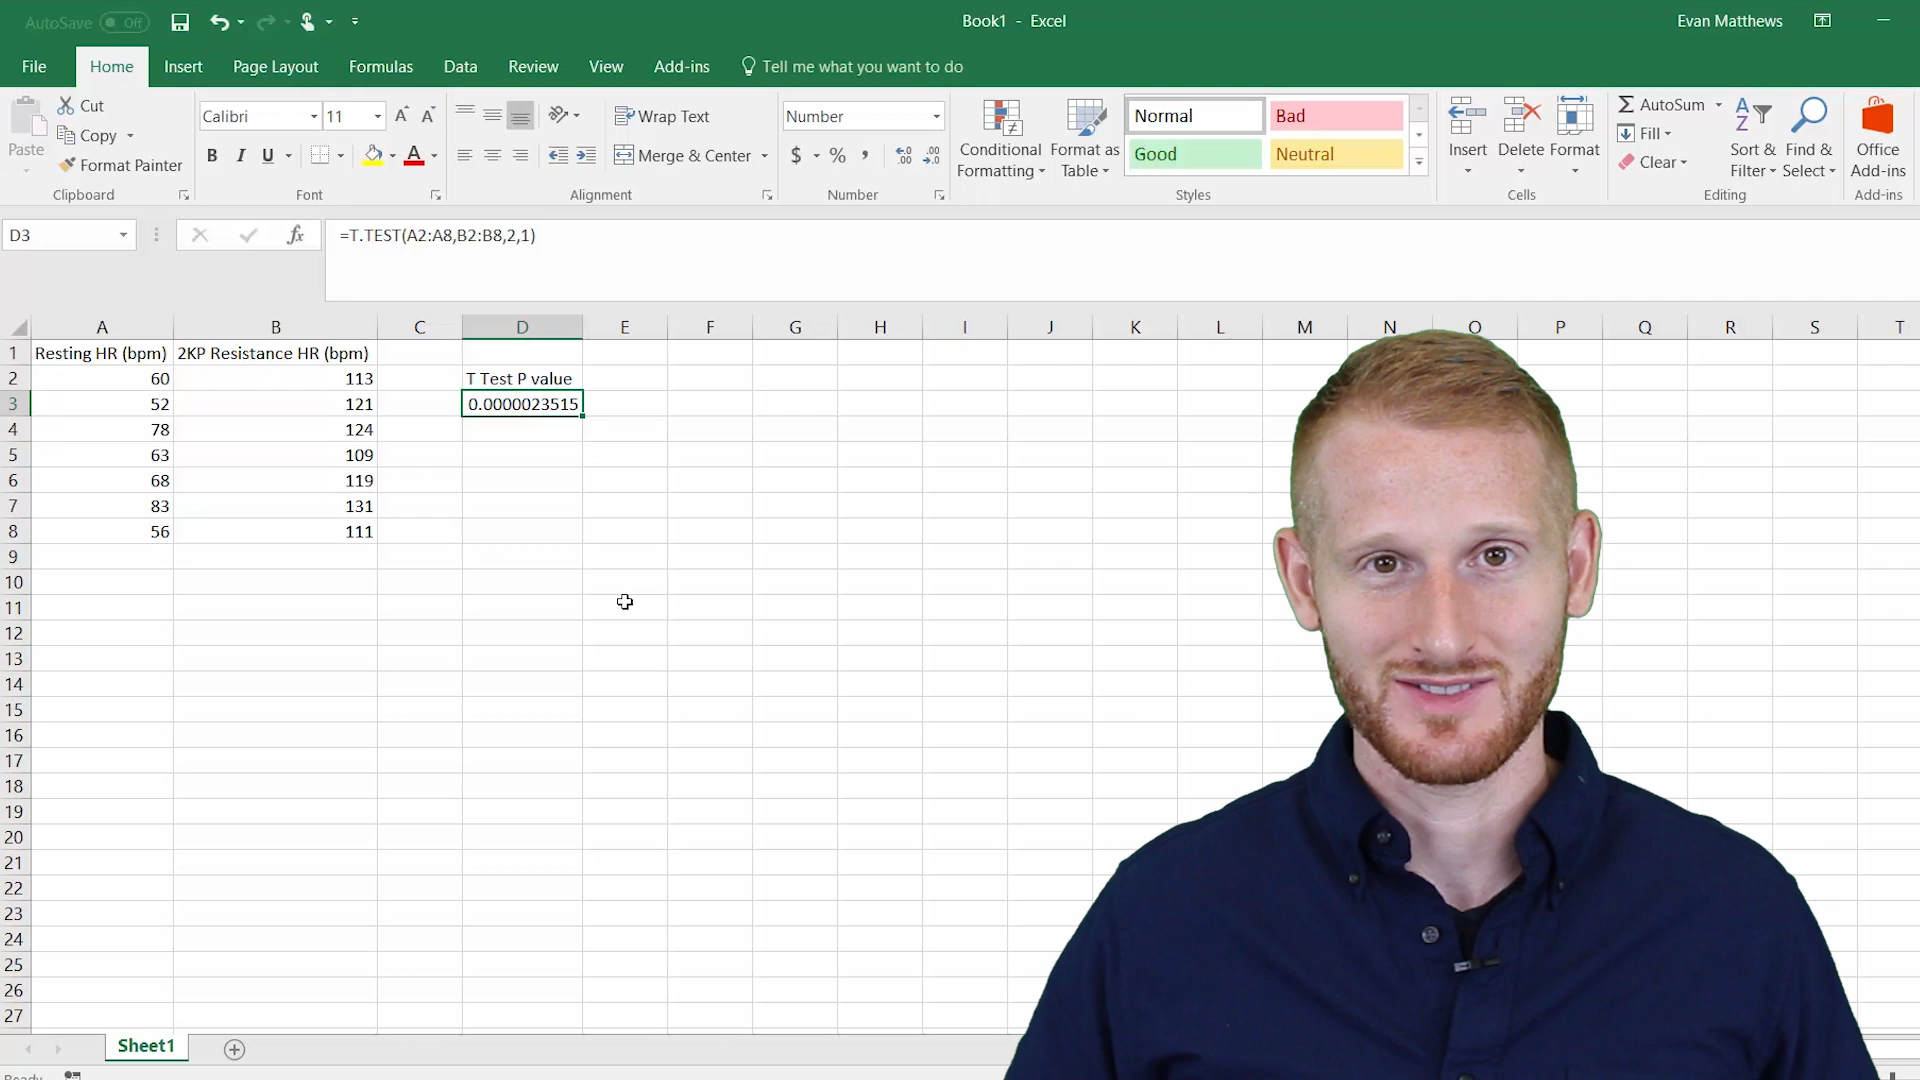 AutoSave Off
Book1 - Excel
Evan Matthews
File Home Insert Page Layout Formulas Data Review View Add-ins Tell me what you want to do
Paste
Cut
Copy
Format Painter
Clipboard
Calibri 11
B I U
Font
Wrap Text
Merge & Center
Alignment
Number
$ % ,
Number
Conditional Formatting
Format as Table
Normal Bad
Good Neutral
Styles
Insert Delete Format
Cells
AutoSum
Fill
Clear
Sort & Filter
Find & Select
Editing
Office Add-ins
Add-ins
D3 fx =T.TEST(A2:A8,B2:B8,2,1)
A B C D E F G H I J K L M N O P Q R S T
1 Resting HR (bpm) 2KP Resistance HR (bpm)
2 60 113 T Test P value
3 52 121 0.0000023515
4 78 124
5 63 109
6 68 119
7 83 131
8 56 111
9
10
11
12
13
14
15
16
17
18
19
20
21
22
23
24
25
26
27
Sheet1